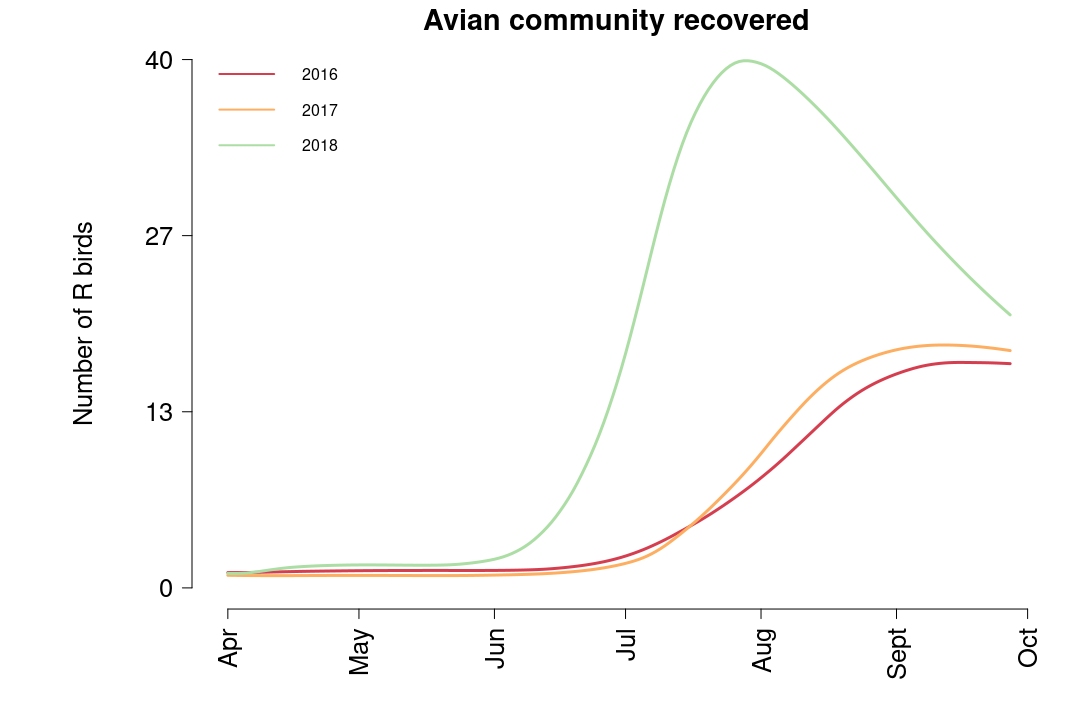 Avian community recovered
2016
2017
2018
Number of R birds
40
27
13
0
Apr
May
Jun
Jul
Aug
Sept
Oct